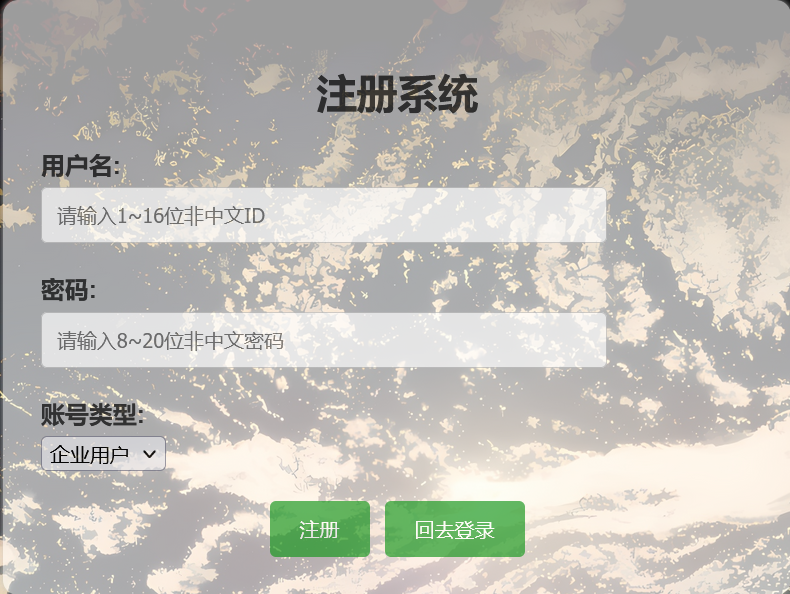 注册系统
用户名:
请输入1~16位非中文ID
密码:
请输入8~20位非中文密码
账号类型:
企业用户
注册 回去登录